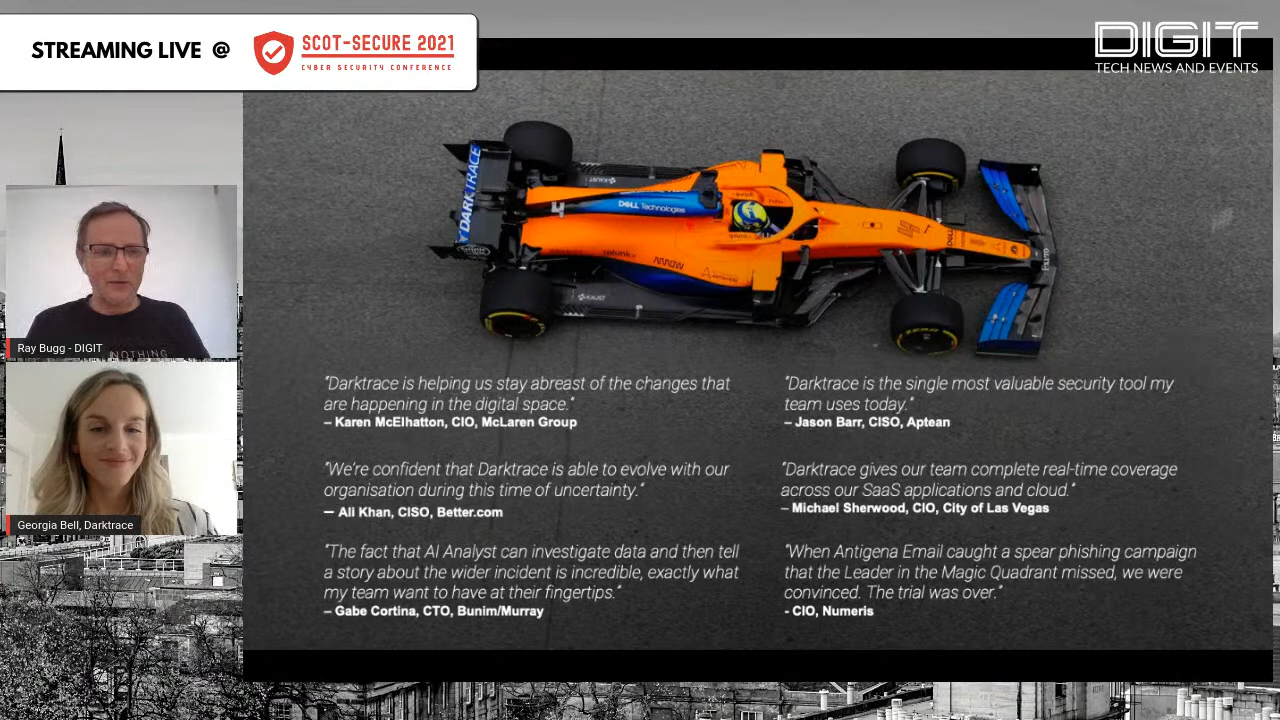 STREAMING LIVE @
SCOT-SECURE 2021
CYBER SECURITY CONFERENCE
DIGIT
TECH NEWS AND EVENTS
DARKTRACE
DELL Technologies
splunk>
ARROW
KAUST
NOTHING
Ray Bugg - DIGIT
Georgia Bell, Darktrace
"Darktrace is helping us stay abreast of the changes that
are happening in the digital space."
– Karen McElhatton, CIO, McLaren Group
"We're confident that Darktrace is able to evolve with our
organisation during this time of uncertainty."
– Ali Khan, CISO, Better.com
"The fact that AI Analyst can investigate data and then tell
a story about the wider incident is incredible, exactly what
my team want to have at their fingertips."
– Gabe Cortina, CTO, Bunim/Murray
"Darktrace is the single most valuable security tool my
team uses today."
– Jason Barr, CISO, Aptean
"Darktrace gives our team complete real-time coverage
across our SaaS applications and cloud."
– Michael Sherwood, CIO, City of Las Vegas
"When Antigena Email caught a spear phishing campaign
that the Leader in the Magic Quadrant missed, we were
convinced. The trial was over."
- CIO, Numeris